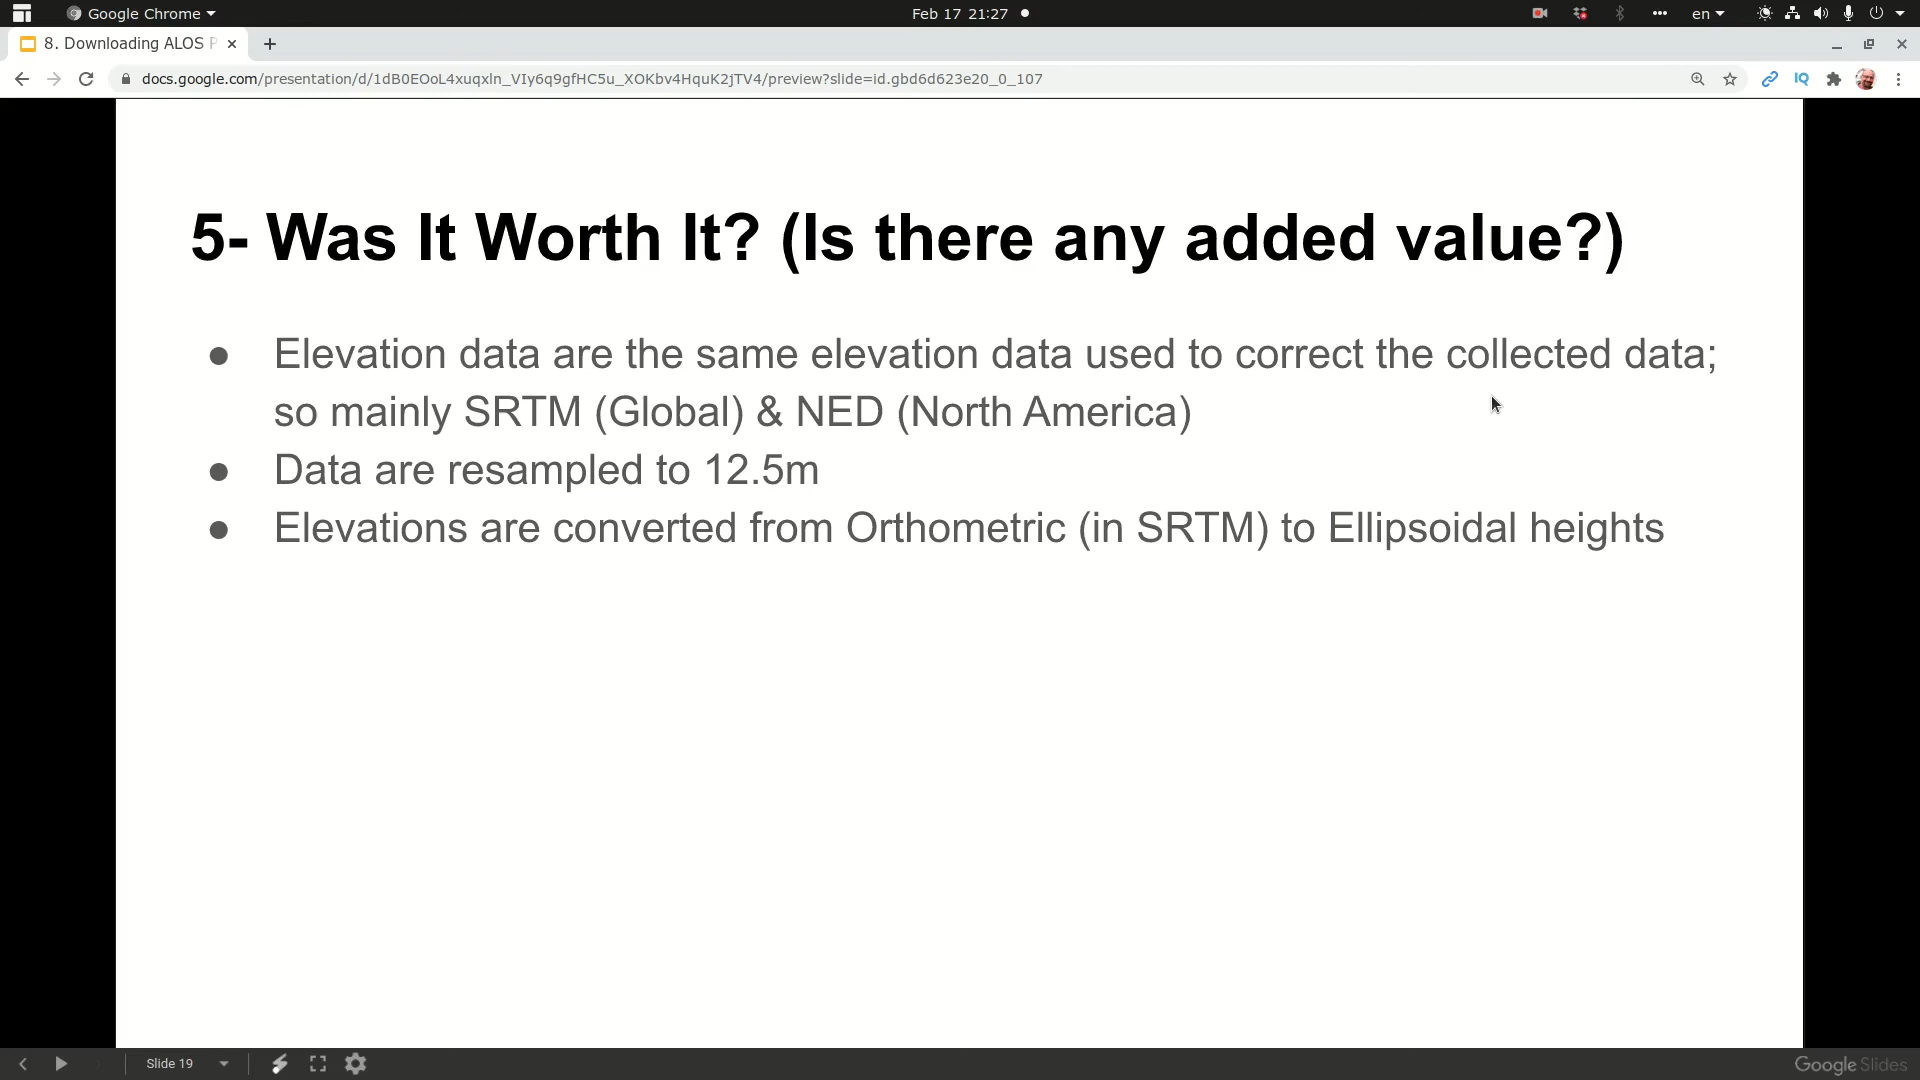 Google Chrome
Feb 17 21:27
en
8. Downloading ALOS P
docs.google.com/presentation/d/1dB0EOoL4xuqxln_VIy6q9gfHC5u_XOKbv4HquK2jTV4/preview?slide=id.gbd6d623e20_0_107
IQ
5- Was It Worth It? (Is there any added value?)
● Elevation data are the same elevation data used to correct the collected data;
so mainly SRTM (Global) & NED (North America)
● Data are resampled to 12.5m
● Elevations are converted from Orthometric (in SRTM) to Ellipsoidal heights
Slide 19
Google Slides